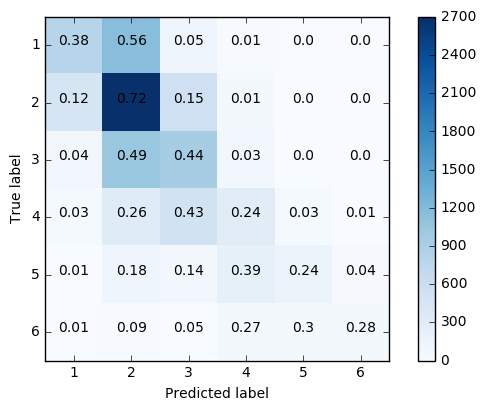 2700
1 0.38 0.56 0.05 0.01 0.0 0.0
2400
2 0.12 0.72 0.15 0.01 0.0 0.0
2100
1800
3 0.04 0.49 0.44 0.03 0.0 0.0
1500
True label
1200
4 0.03 0.26 0.43 0.24 0.03 0.01
900
5 0.01 0.18 0.14 0.39 0.24 0.04
600
6 0.01 0.09 0.05 0.27 0.3 0.28
300
0
1 2 3 4 5 6
Predicted label